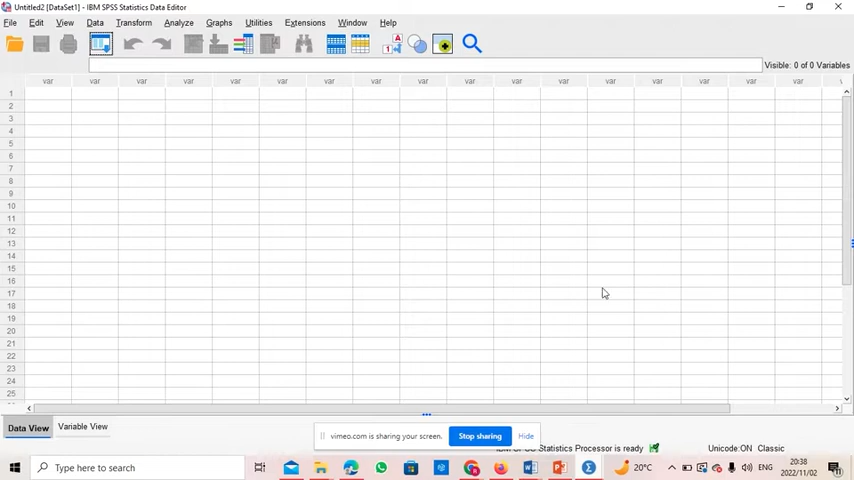 Untitled2 [DataSet1] - IBM SPSS Statistics Data Editor
File Edit View Data Transform Analyze Graphs Utilities Extensions Window Help
Visible: 0 of 0 Variables
var var var var var var var var var var var var var var var var var
1
2
3
4
5
6
7
8
9
10
11
12
13
14
15
16
17
18
19
20
21
22
23
24
25
Data View Variable View
vimeo.com is sharing your screen. Stop sharing Hide
IBM SPSS Statistics Processor is ready Unicode:ON Classic
Type here to search
20°C
ENG
20:38
2022/11/02